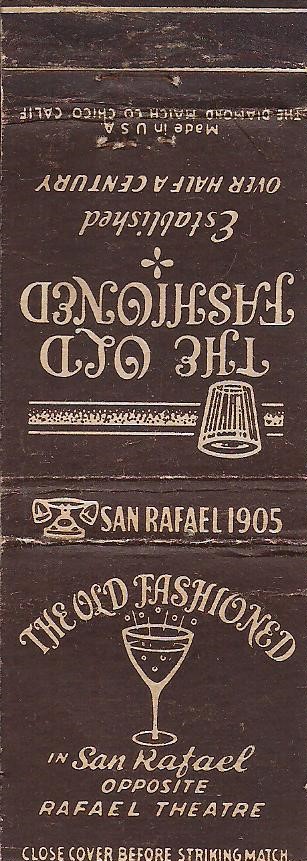 THE OLD
FASHIONED
Established
OVER HALF A CENTURY
Made in U S A
THE DIAMOND MATCH CO CHICO CALIF
SAN RAFAEL 1905
THE OLD FASHIONED
IN San Rafael
OPPOSITE
RAFAEL THEATRE
CLOSE COVER BEFORE STRIKING MATCH